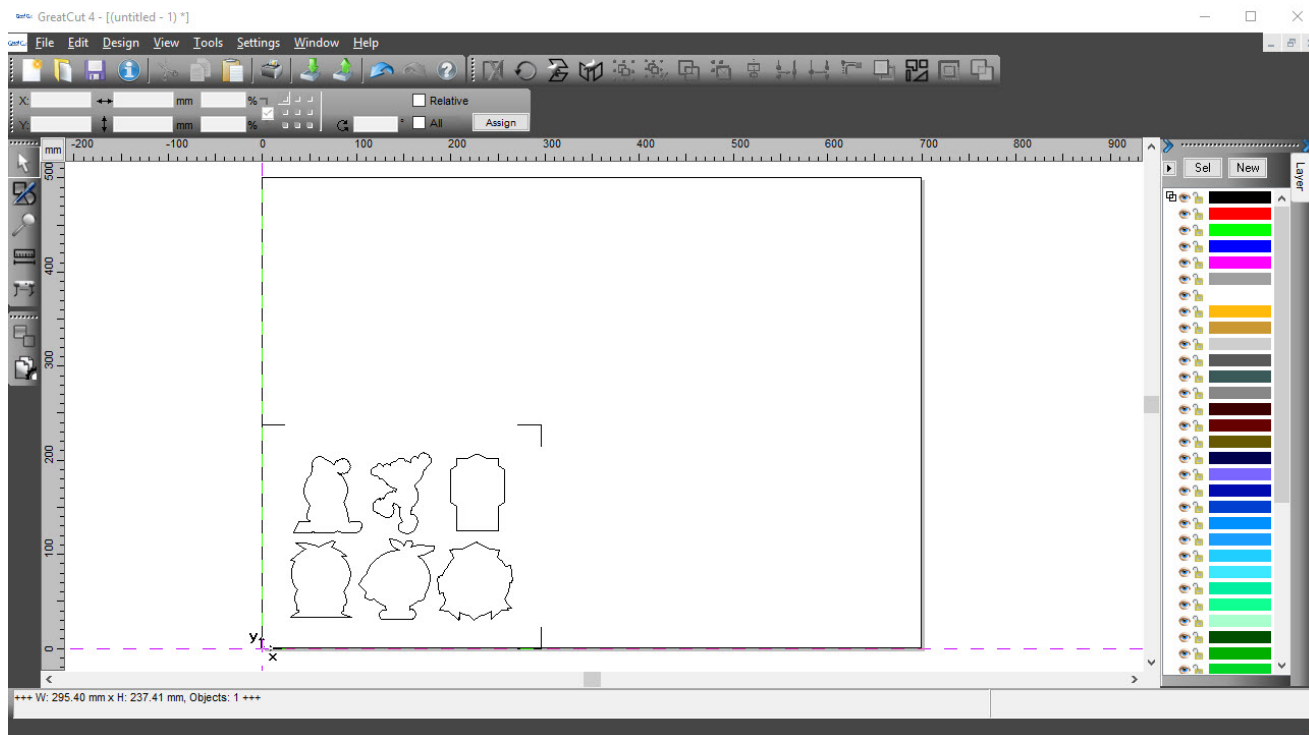 GreatCut 4 - [(untitled - 1) *]
File Edit Design View Tools Settings Window Help
X: mm % Relative
Y: mm % ° All Assign
mm -200 -100 0 100 200 300 400 500 600 700 800 900
Sel New
Layer
500
400
300
200
100
0
y
x
+++ W: 295.40 mm x H: 237.41 mm, Objects: 1 +++